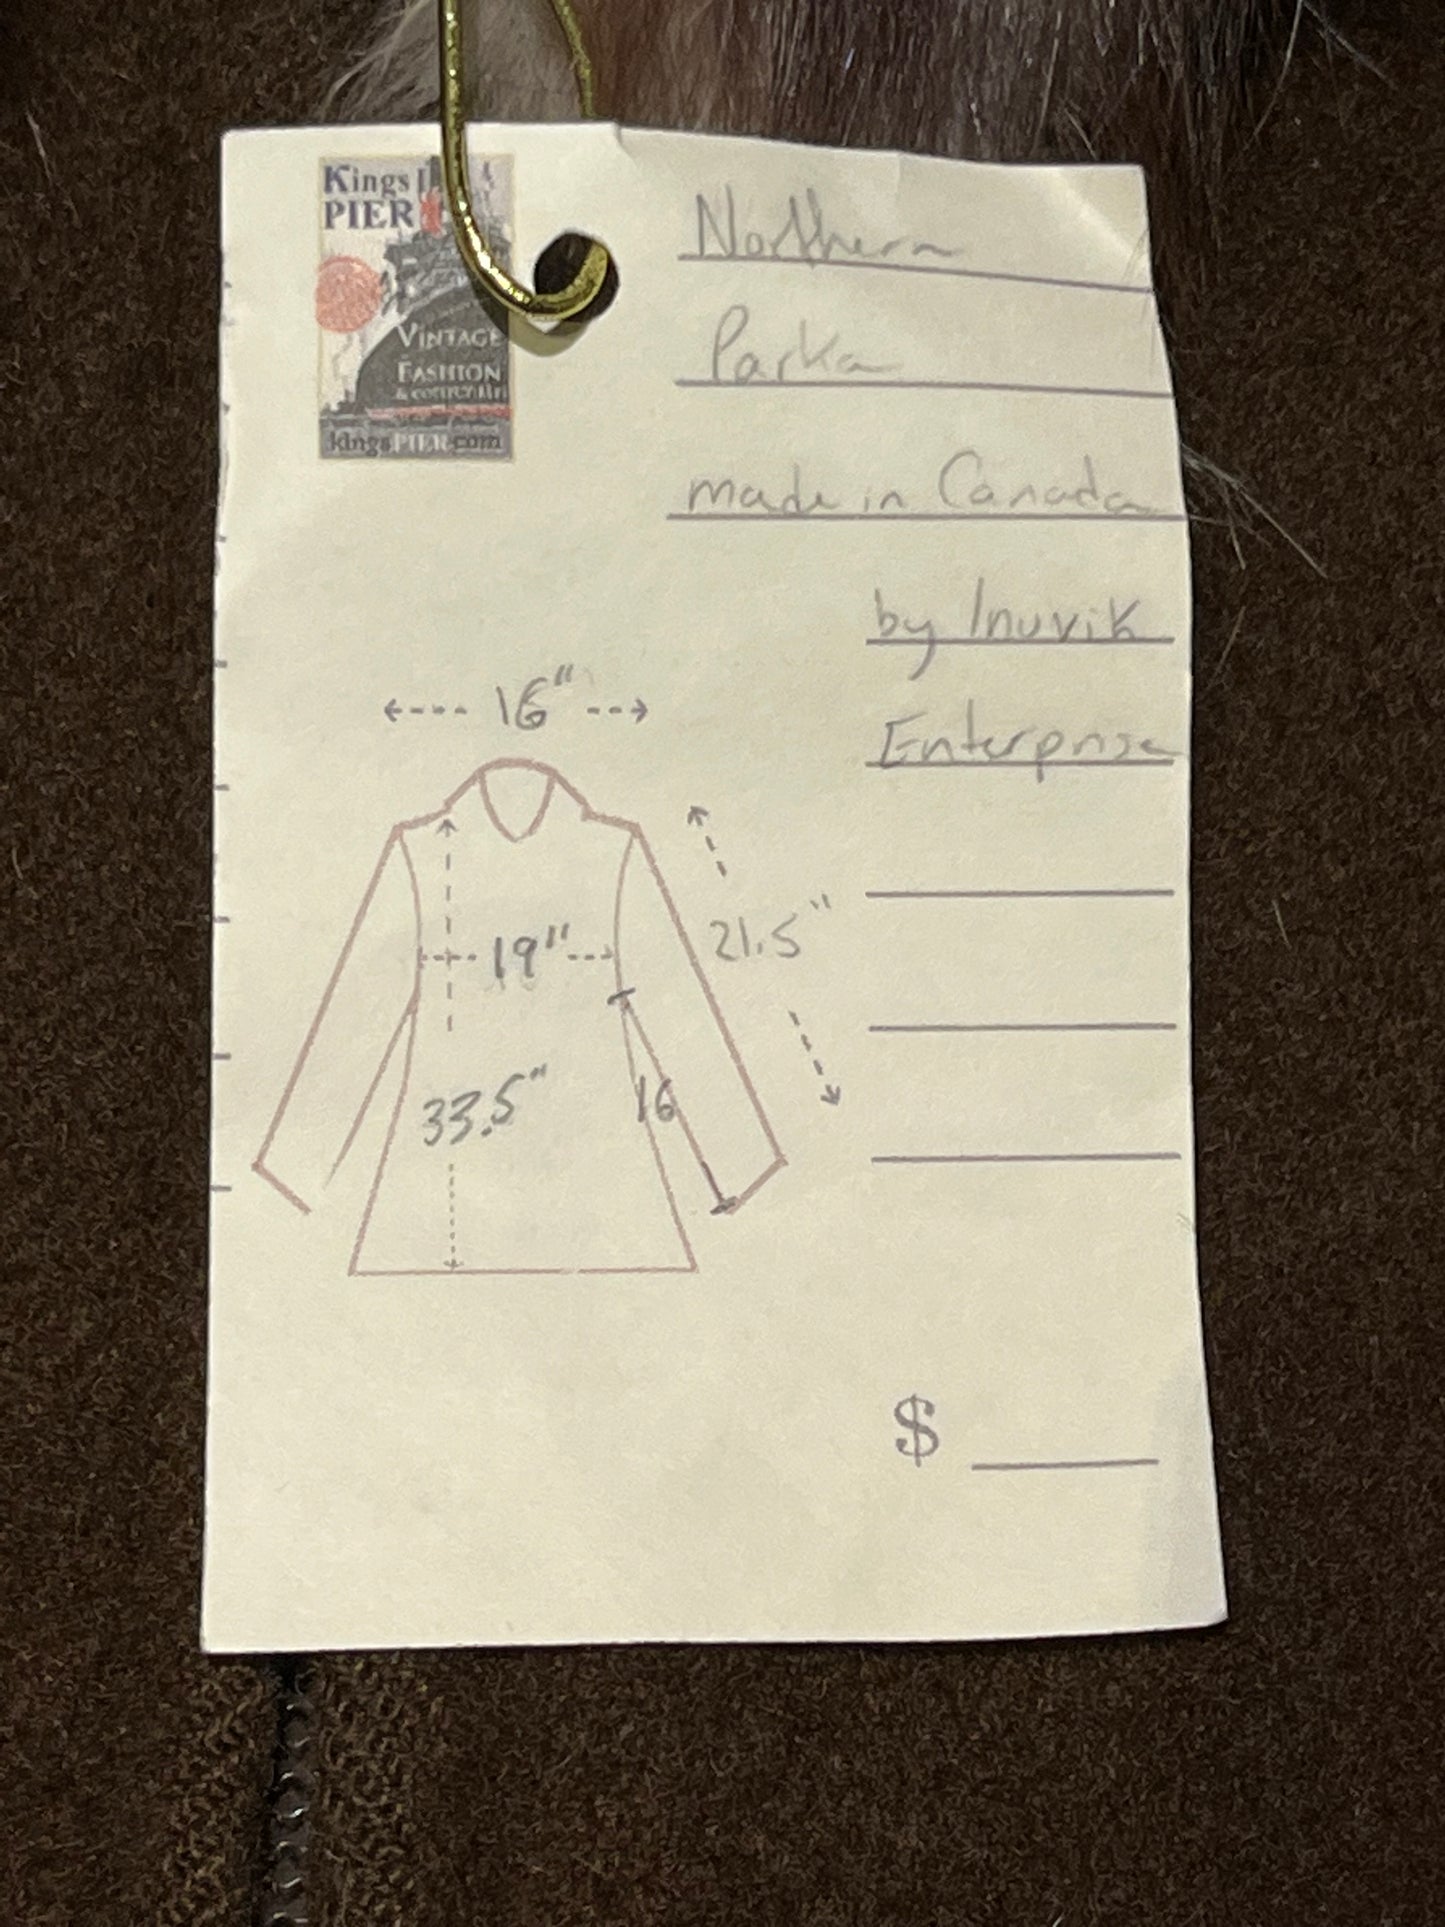 Kings
PIER
VINTAGE
FASHION
kingsPIER.com
Northern
Parka
made in Canada
by Inuvik
Enterprise
16"
19"
21.5"
33.5"
16
$